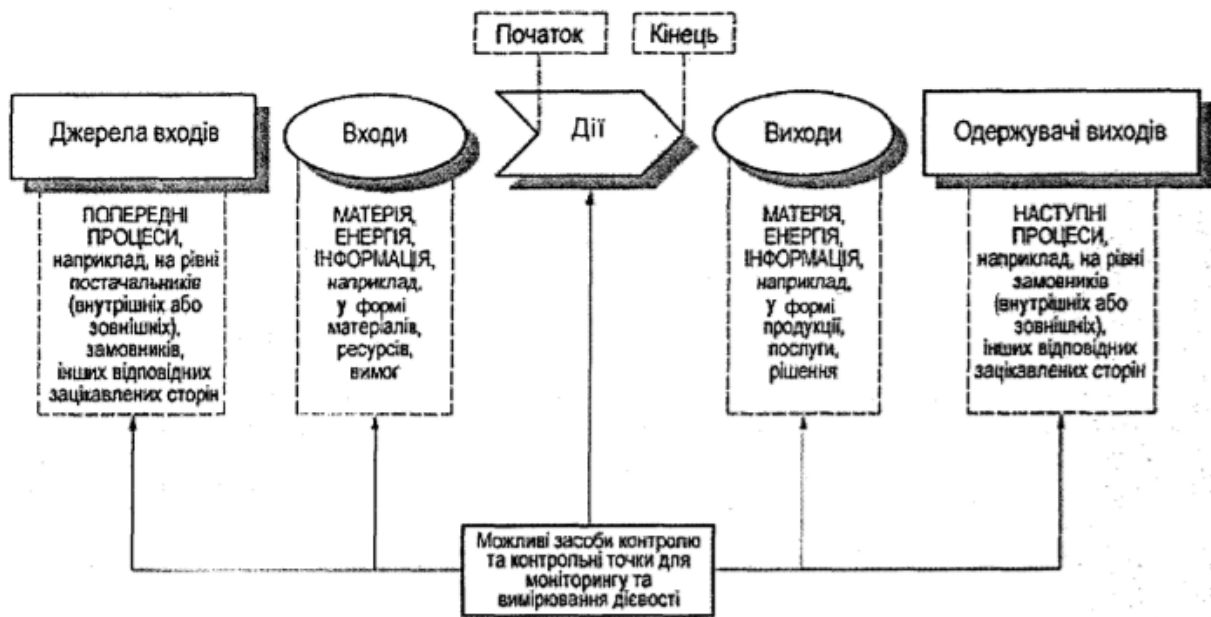 Початок
Кінець
Джерела входів
Входи
Дії
Виходи
Одержувачі виходів
ПОПЕРЕДНІ
ПРОЦЕСИ,
наприклад, на рівні
постачальників
(внутрішніх або
зовнішніх),
замовників,
інших відповідних
зацікавлених сторін
МАТЕРІЯ,
ЕНЕРГІЯ,
ІНФОРМАЦІЯ,
наприклад,
у формі
матеріалів,
ресурсів,
вимог
МАТЕРІЯ,
ЕНЕРГІЯ,
ІНФОРМАЦІЯ,
наприклад,
у формі
продукції,
послуги,
рішення
НАСТУПНІ
ПРОЦЕСИ,
наприклад, на рівні
замовників
(внутрішніх або
зовнішніх),
інших відповідних
зацікавлених сторін
Можливі засоби контролю
та контрольні точки для
моніторингу та
вимірювання дієвості